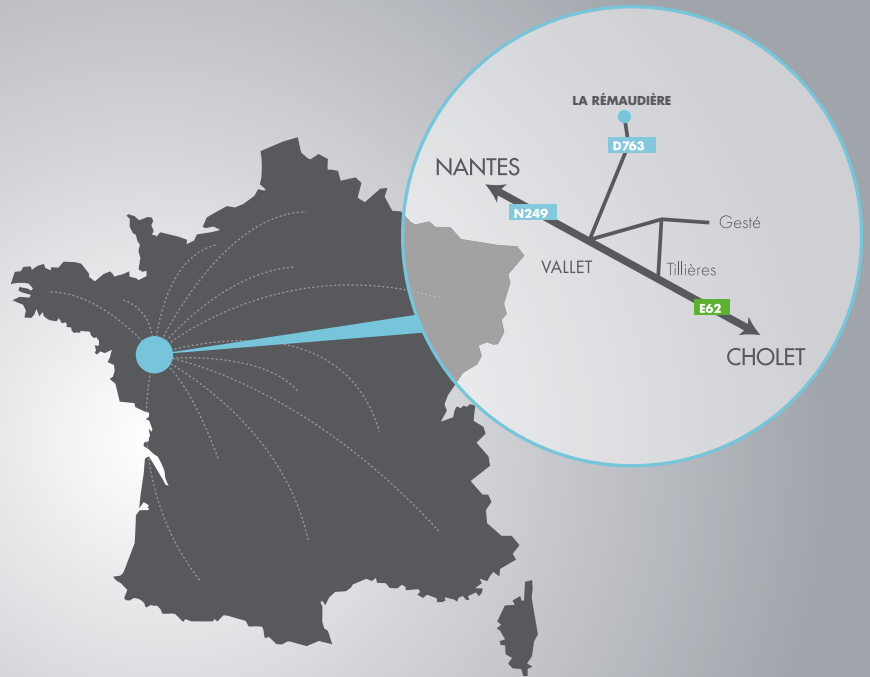 LA RÉMAUDIÈRE
D763
NANTES
N249
Gesté
VALLET
Tillières
E62
CHOLET